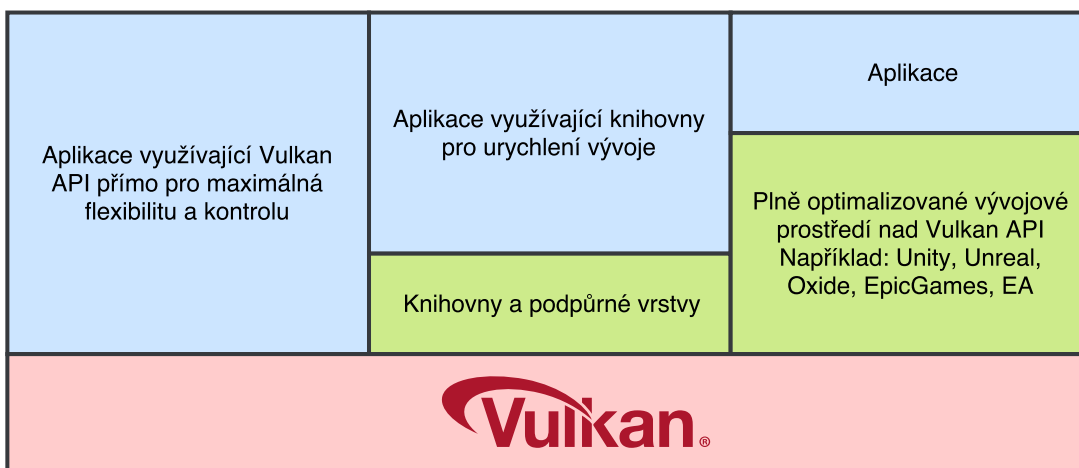 Aplikace využívající Vulkan
API přímo pro maximálná
flexibilitu a kontrolu
Aplikace využívající knihovny
pro urychlení vývoje
Knihovny a podpůrné vrstvy
Aplikace
Plně optimalizované vývojové
prostředí nad Vulkan API
Například: Unity, Unreal,
Oxide, EpicGames, EA
Vulkan®